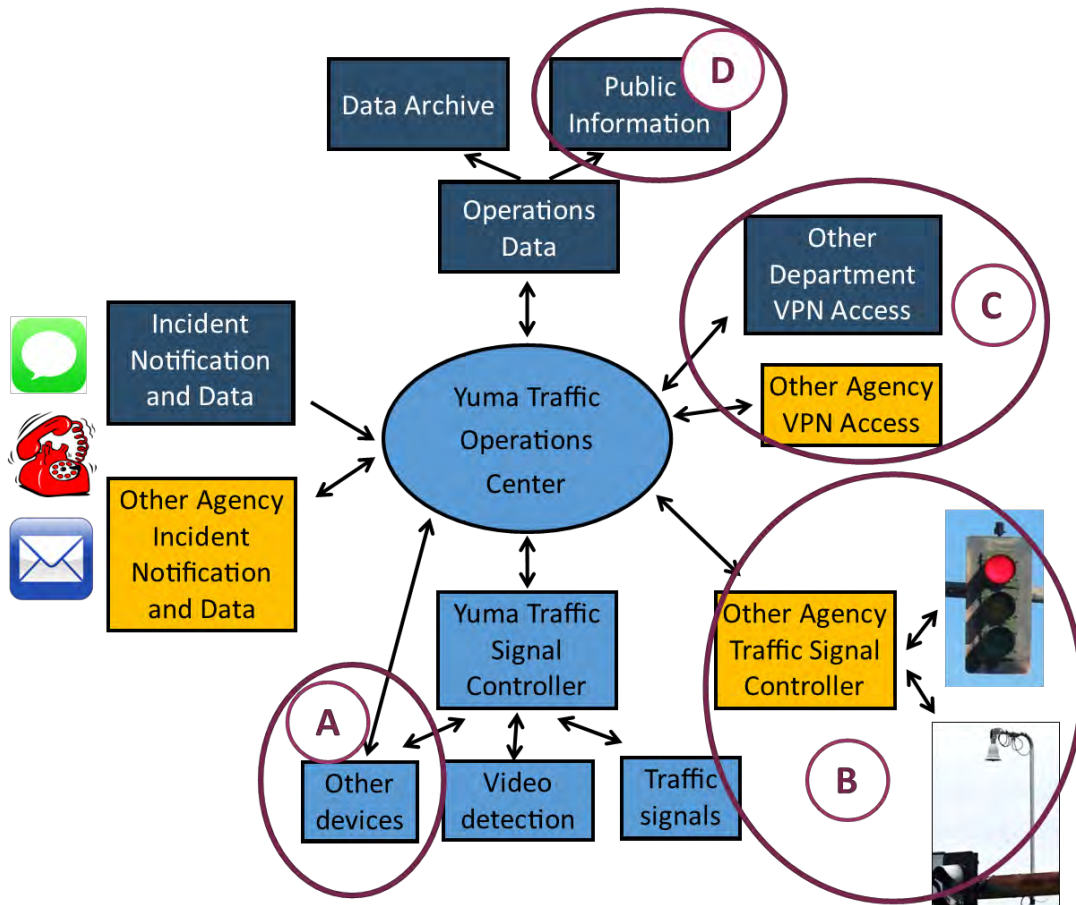 Data Archive
Public
Information
D
Operations
Data
Other
Department
VPN Access
C
Other Agency
VPN Access
Incident
Notification
and Data
Yuma Traffic
Operations
Center
Other Agency
Incident
Notification
and Data
Yuma Traffic
Signal
Controller
Other Agency
Traffic Signal
Controller
A
B
Other
devices
Video
detection
Traffic
signals